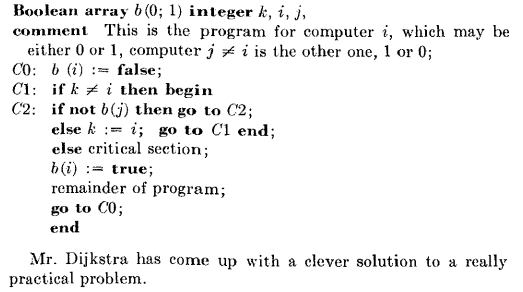 Boolean array b(0; 1) integer k, i, j,
comment This is the program for computer i, which may be
either 0 or 1, computer j ≠ i is the other one, 1 or 0;
C0: b (i) := false;
C1: if k ≠ i then begin
C2: if not b(j) then go to C2;
else k := i; go to C1 end;
else critical section;
b(i) := true;
remainder of program;
go to C0;
end
Mr. Dijkstra has come up with a clever solution to a really
practical problem.